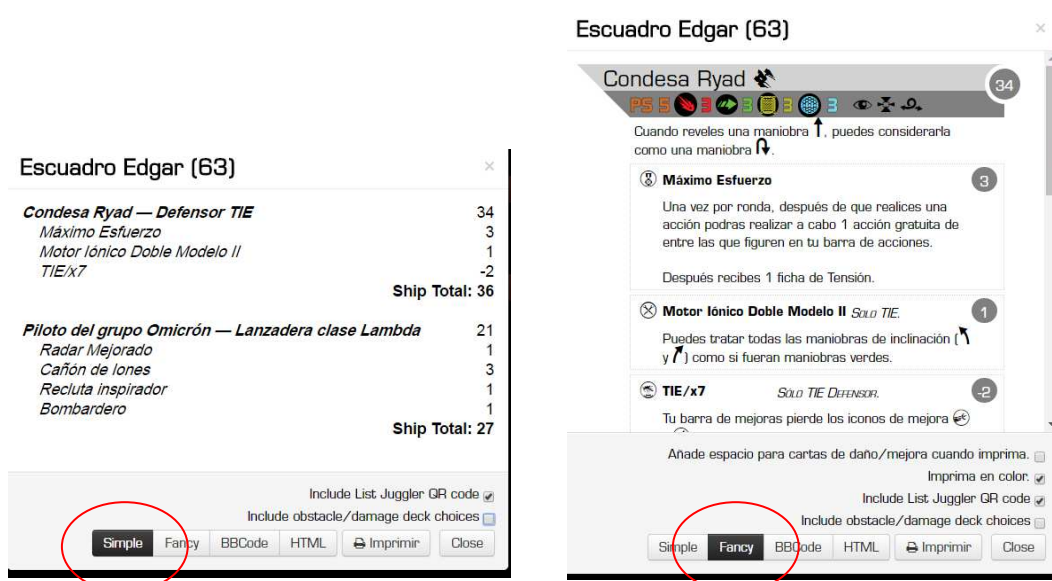 Escuadro Edgar (63)
×
Condesa Ryad — Defensor TIE 34
Máximo Esfuerzo 3
Motor Iónico Doble Modelo II 1
TIE/x7 -2
Ship Total: 36
Piloto del grupo Omicrón — Lanzadera clase Lambda 21
Radar Mejorado 1
Cañón de Iones 3
Recluta inspirador 1
Bombardero 1
Ship Total: 27
Include List Juggler QR code
Include obstacle/damage deck choices
Simple Fancy BBCode HTML Imprimir Close
Escuadro Edgar (63)
×
Condesa Ryad 34
PS 5 3 3 3 3
Cuando reveles una maniobra , puedes considerarla
como una maniobra .
Máximo Esfuerzo 3
Una vez por ronda, después de que realices una
acción podras realizar a cabo 1 acción gratuita de
entre las que figuren en tu barra de acciones.
Después recibes 1 ficha de Tensión.
Motor Iónico Doble Modelo II Solo TIE. 1
Puedes tratar todas las maniobras de inclinación (
y ) como si fueran maniobras verdes.
TIE/x7 Sólo TIE Defensor. -2
Tu barra de mejoras pierde los iconos de mejora
Añade espacio para cartas de daño/mejora cuando imprima.
Imprima en color.
Include List Juggler QR code
Include obstacle/damage deck choices
Simple Fancy BBCode HTML Imprimir Close